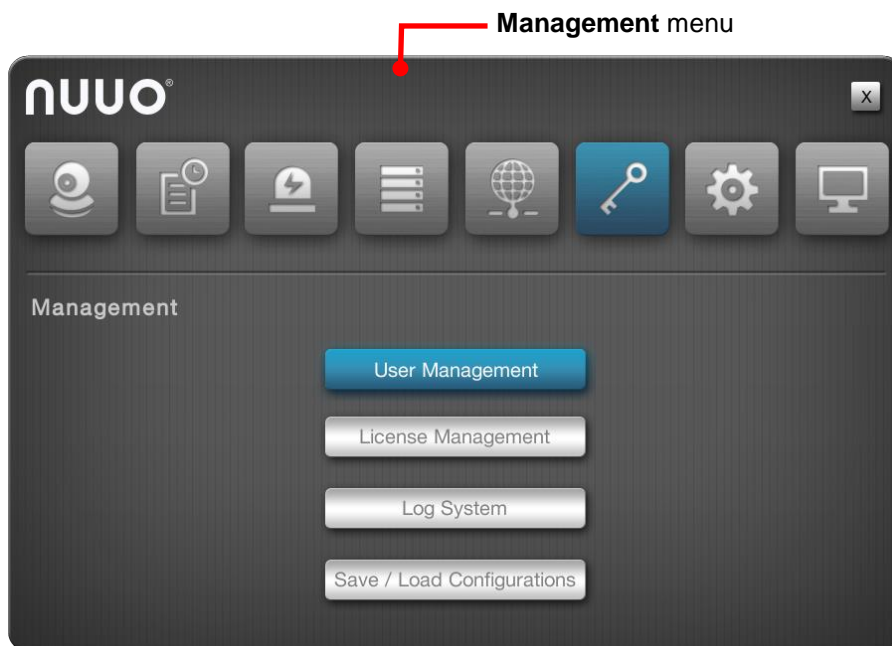 Management menu
nuuo®
X
Management
User Management
License Management
Log System
Save / Load Configurations